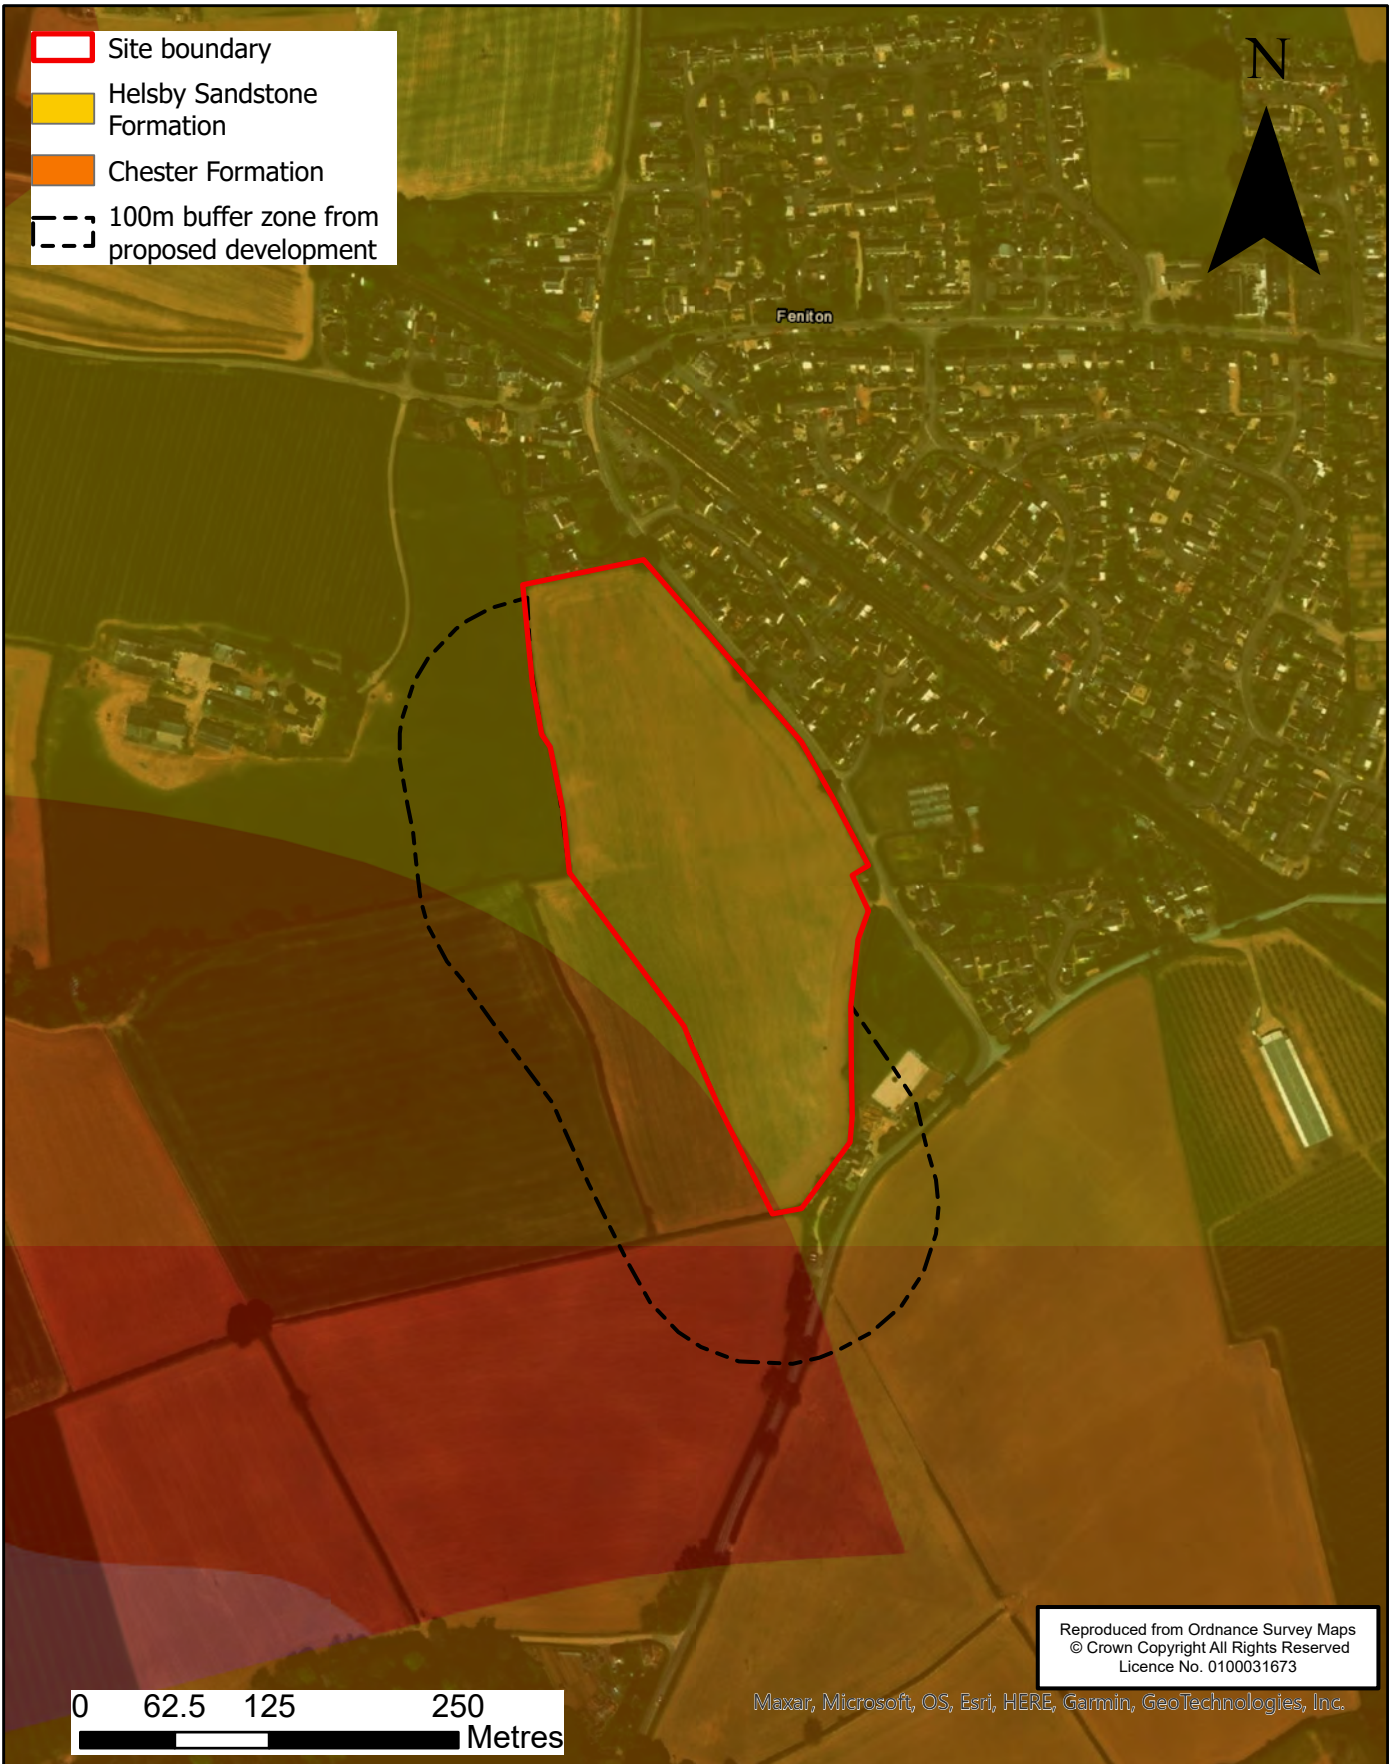 Site boundary
Helsby Sandstone
Formation
Chester Formation
100m buffer zone from
proposed development
N
Feniton
Reproduced from Ordnance Survey Maps
© Crown Copyright All Rights Reserved
Licence No. 0100031673
Maxar, Microsoft, OS, Esri, HERE, Garmin, GeoTechnologies, Inc.
0 62.5 125 250
Metres